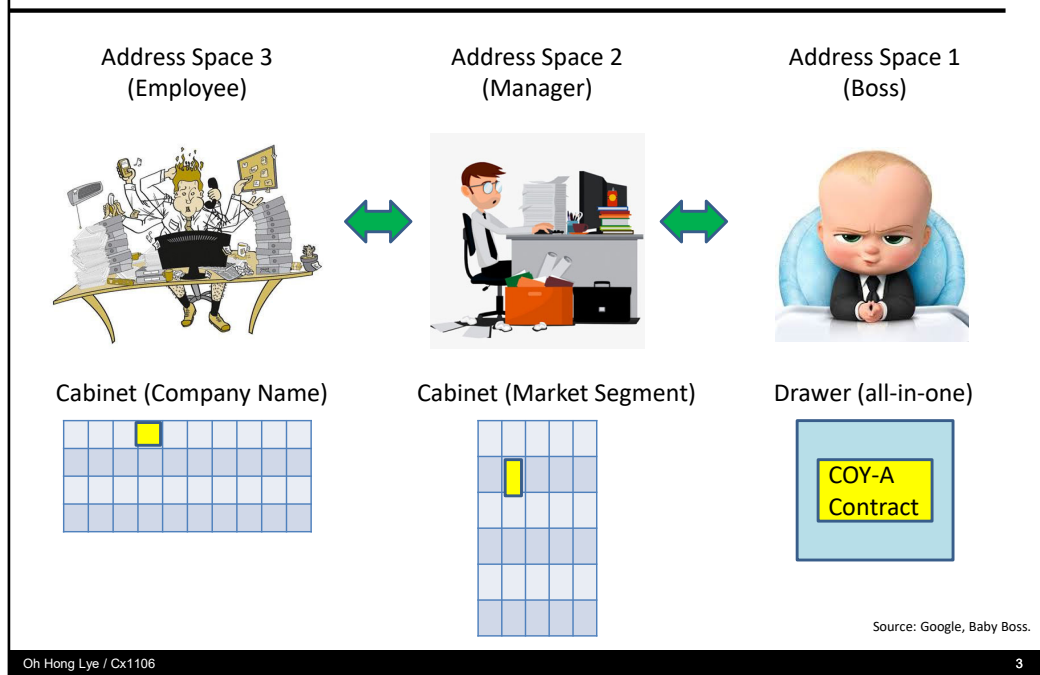 Address Space 3
(Employee)
Address Space 2
(Manager)
Address Space 1
(Boss)
Cabinet (Company Name)
Cabinet (Market Segment)
Drawer (all-in-one)
COY-A
Contract
Source: Google, Baby Boss.
Oh Hong Lye / Cx1106
3